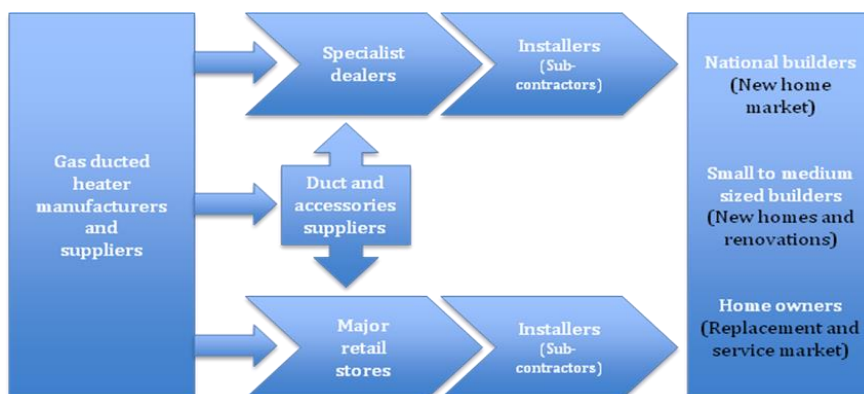 Gas ducted
heater
manufacturers
and
suppliers
Specialist
dealers
Installers
(Sub-
contractors)
Duct and
accessories
suppliers
Major
retail
stores
Installers
(Sub-
contractors)
National builders
(New home
market)
Small to medium
sized builders
(New homes and
renovations)
Home owners
(Replacement and
service market)